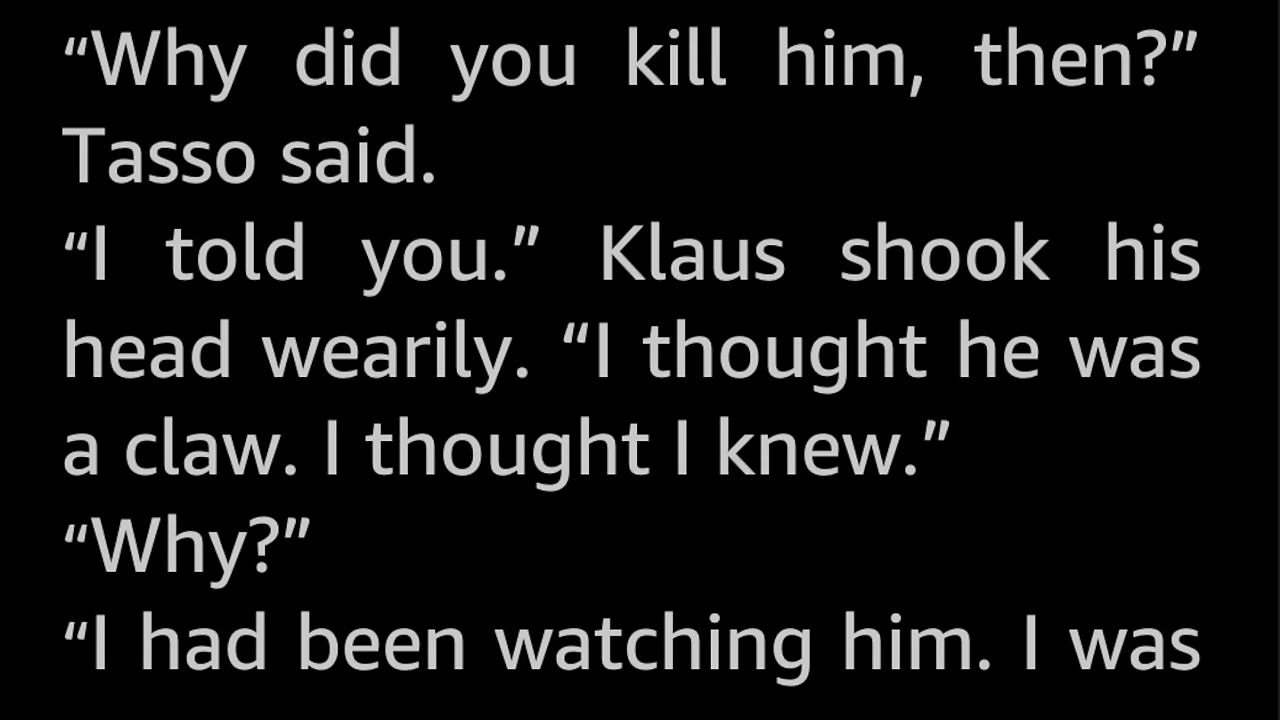 “Why did you kill him, then?”
Tasso said.
“I told you.” Klaus shook his
head wearily. “I thought he was
a claw. I thought I knew.”
“Why?”
“I had been watching him. I was